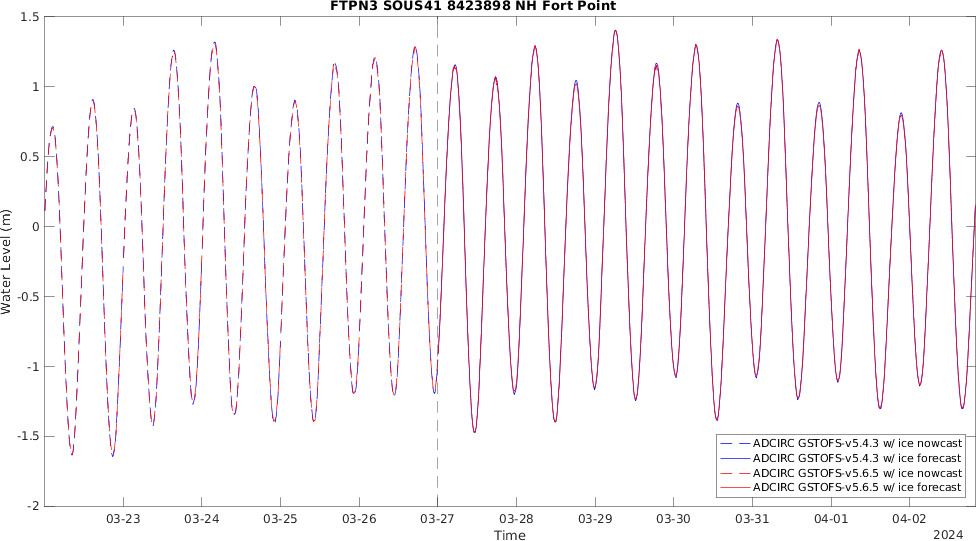 FTPN3 SOUS41 8423898 NH Fort Point
1.5
1
0.5
0
-0.5
-1
-1.5
-2
Water Level (m)
ADCIRC GSTOFS-v5.4.3 w/ ice nowcast
ADCIRC GSTOFS-v5.4.3 w/ ice forecast
ADCIRC GSTOFS-v5.6.5 w/ ice nowcast
ADCIRC GSTOFS-v5.6.5 w/ ice forecast
03-23 03-24 03-25 03-26 03-27 03-28 03-29 03-30 03-31 04-01 04-02
Time
2024